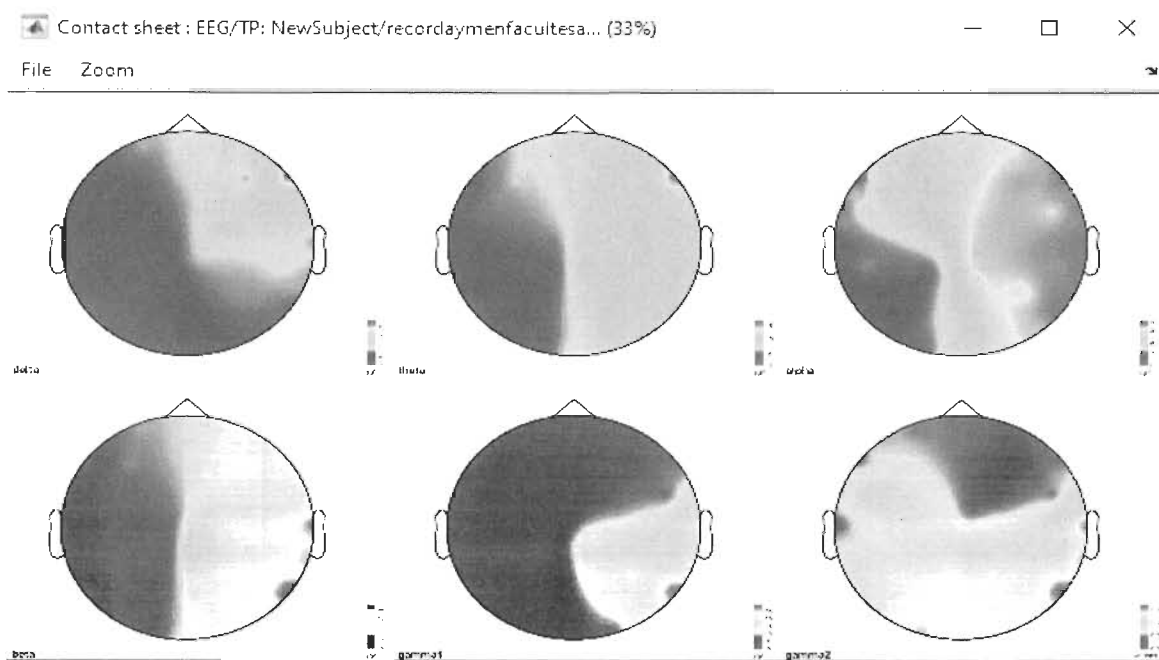 Contact sheet : EEG/TP: NewSubject/recordaymenfacultesa... (33%)
File Zoom
delta theta alpha
beta gamma1 gamma2